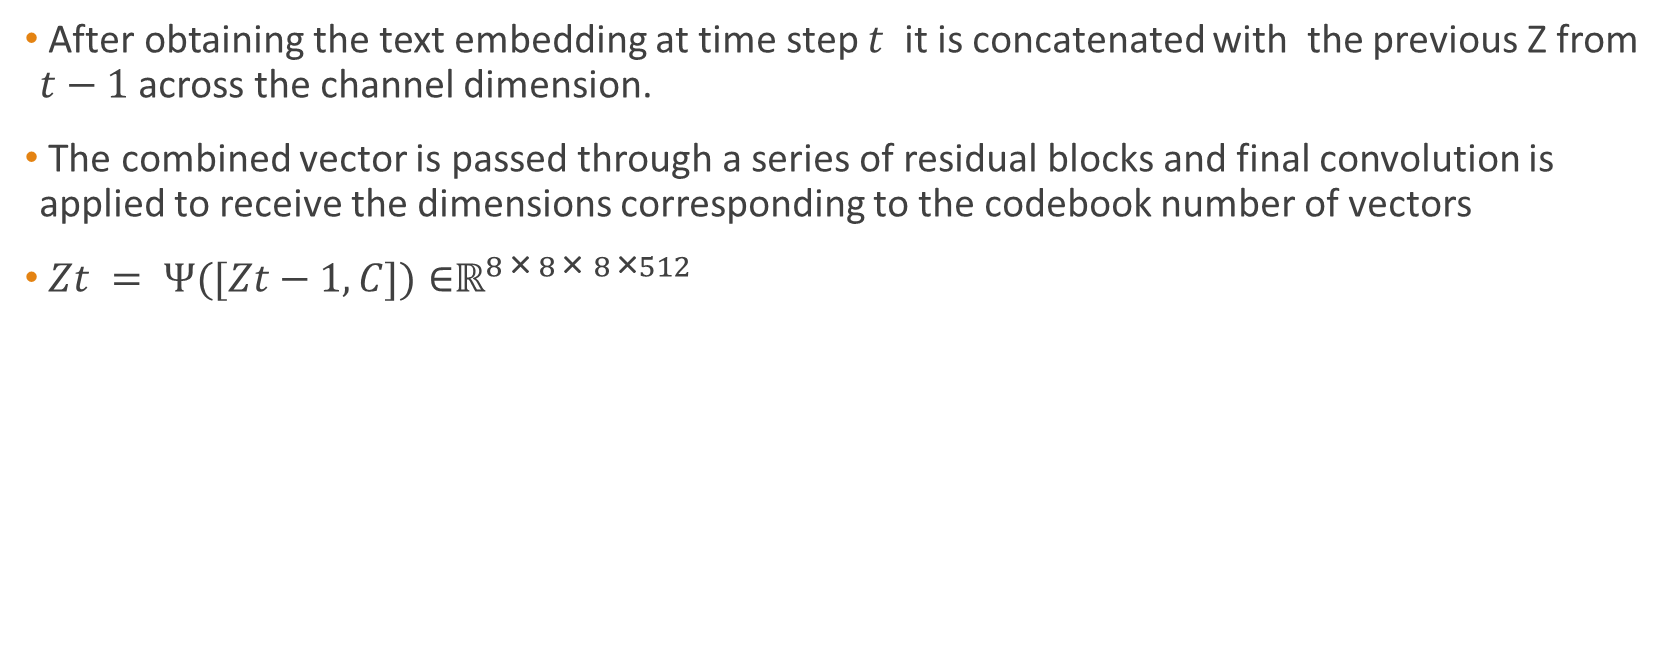 • After obtaining the text embedding at time step t it is concatenated with the previous Z from
t − 1 across the channel dimension.
• The combined vector is passed through a series of residual blocks and final convolution is
applied to receive the dimensions corresponding to the codebook number of vectors
• Zt = Ψ([Zt − 1, C]) ∈ℝ^8 × 8 × 8 ×512